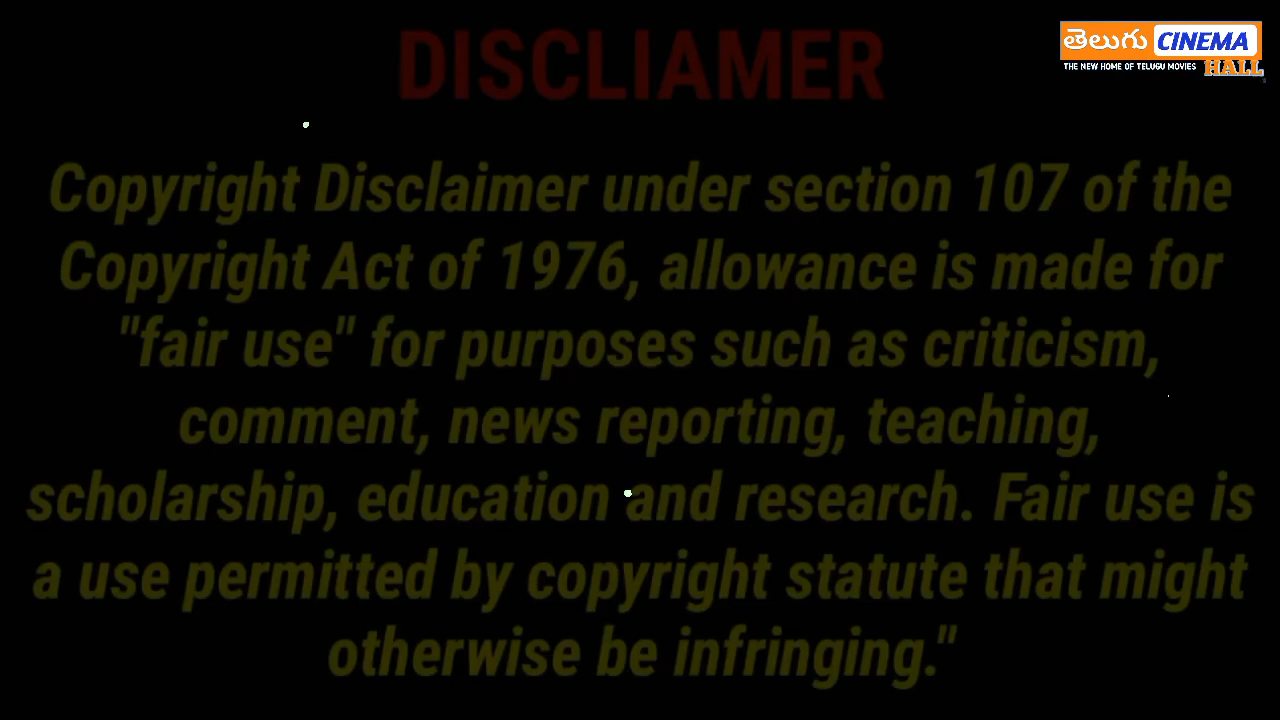 DISCLIAMER
తెలుగు CINEMA
THE NEW HOME OF TELUGU MOVIES HALL
Copyright Disclaimer under section 107 of the
Copyright Act of 1976, allowance is made for
"fair use" for purposes such as criticism,
comment, news reporting, teaching,
scholarship, education and research. Fair use is
a use permitted by copyright statute that might
otherwise be infringing."